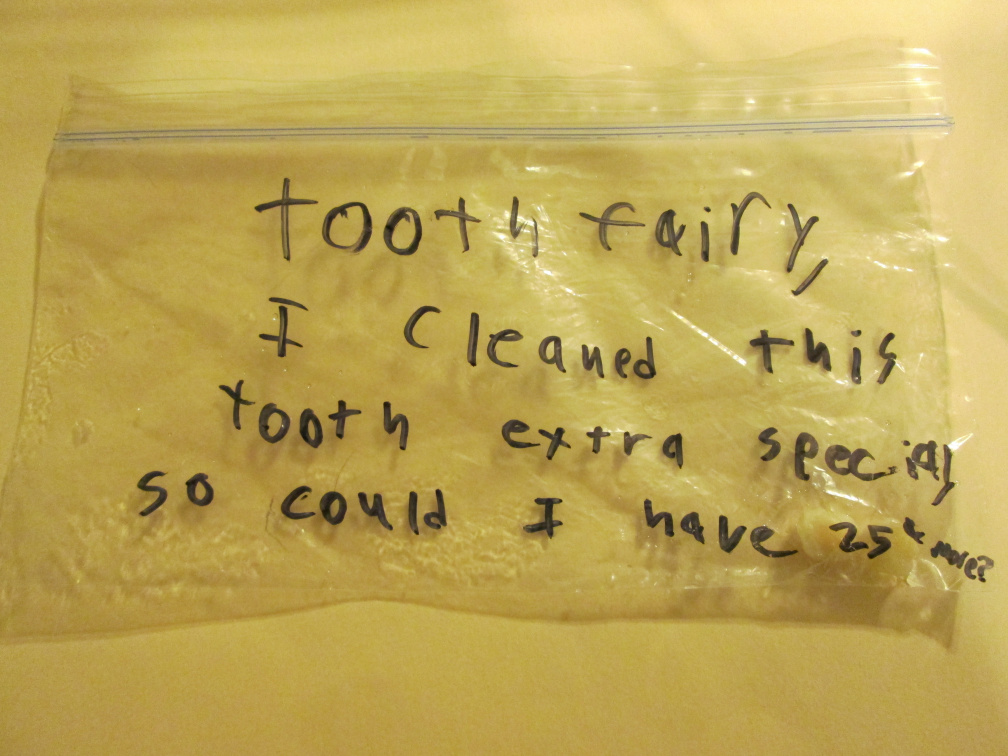 tooth fairy,
I cleaned this
tooth extra special
so could I have 25¢ more?